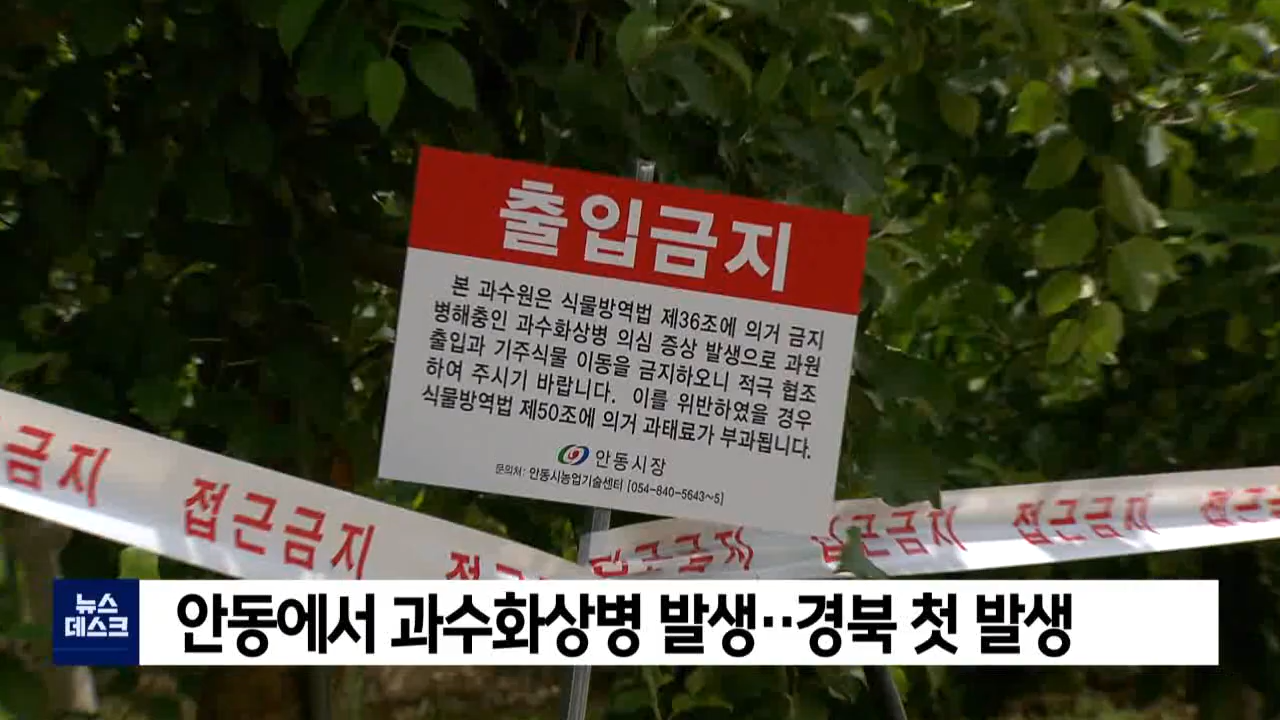 출입금지
본 과수원은 식물방역법 제36조에 의거 금지
병해충인 과수화상병 의심 증상 발생으로 과원
출입과 기주식물 이동을 금지하오니 적극 협조
하여 주시기 바랍니다. 이를 위반하였을 경우
식물방역법 제50조에 의거 과태료가 부과됩니다.
안동시장
문의처: 안동시농업기술센터 [054-840-5643~5]
금지 접근금지 접근 접근금지 접근금지 접근금지 접근금
뉴스
데스크
안동에서 과수화상병 발생··경북 첫 발생